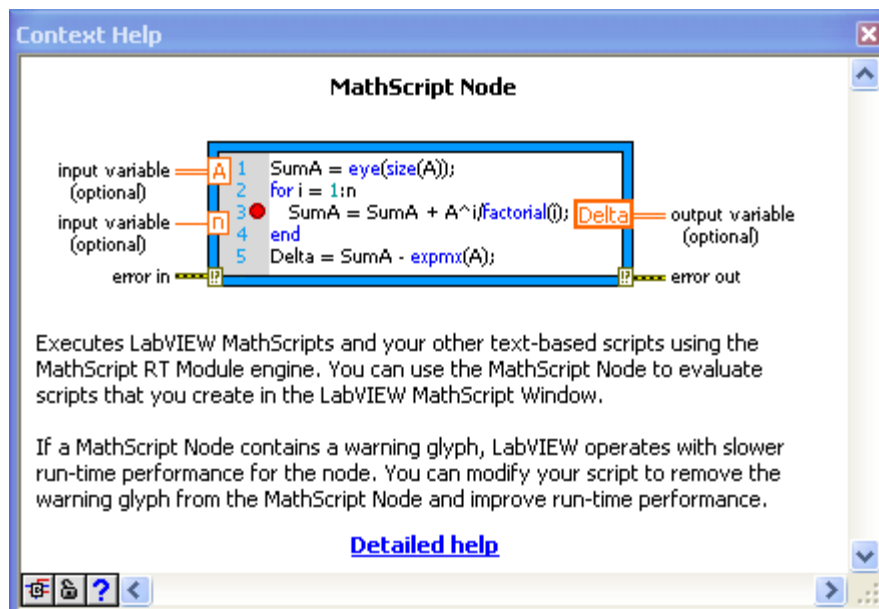 Context Help
MathScript Node
input variable
(optional)
input variable
(optional)
error in
A
n
1 SumA = eye(size(A));
2 for i = 1:n
3 SumA = SumA + A^i/factorial(i);
4 end
5 Delta = SumA - expmx(A);
Delta
output variable
(optional)
error out
Executes LabVIEW MathScripts and your other text-based scripts using the
MathScript RT Module engine. You can use the MathScript Node to evaluate
scripts that you create in the LabVIEW MathScript Window.
If a MathScript Node contains a warning glyph, LabVIEW operates with slower
run-time performance for the node. You can modify your script to remove the
warning glyph from the MathScript Node and improve run-time performance.
Detailed help
?